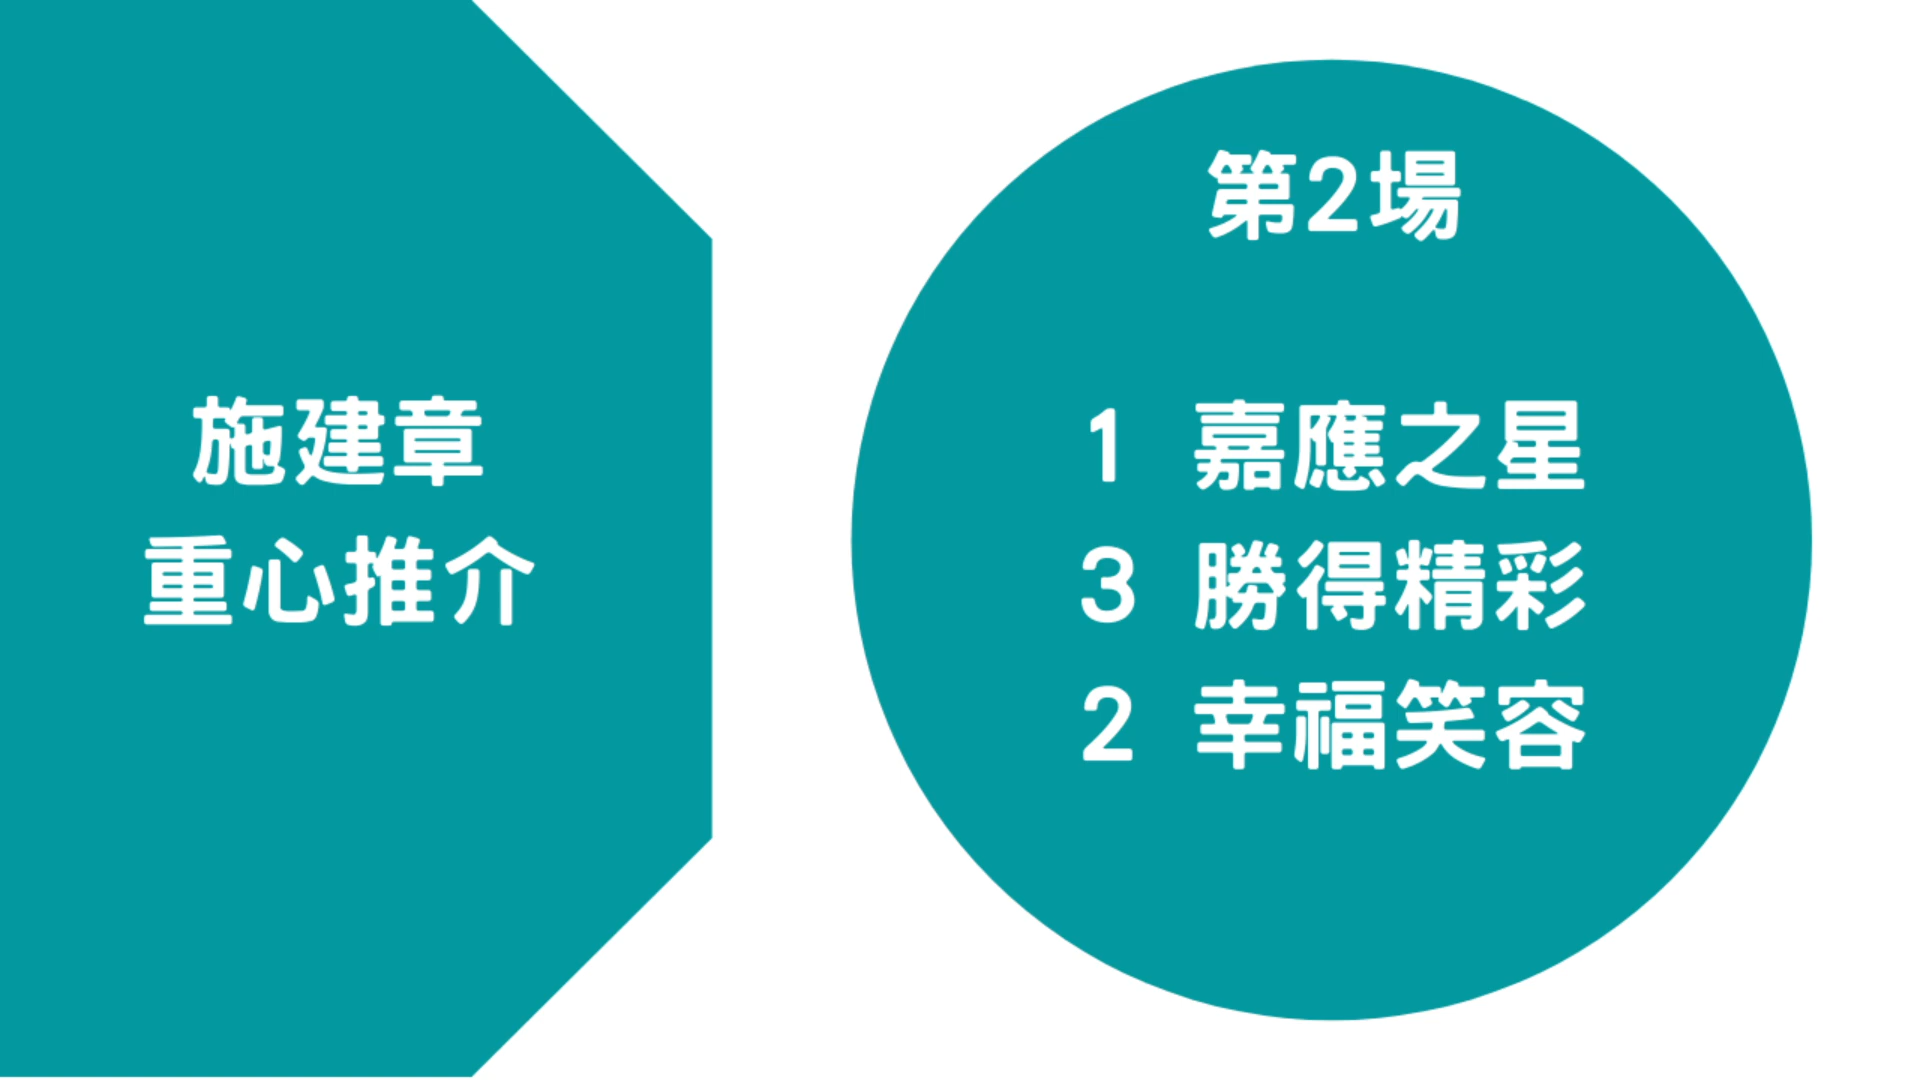 施建章
重心推介
第2場
1 嘉應之星
3 勝得精彩
2 幸福笑容